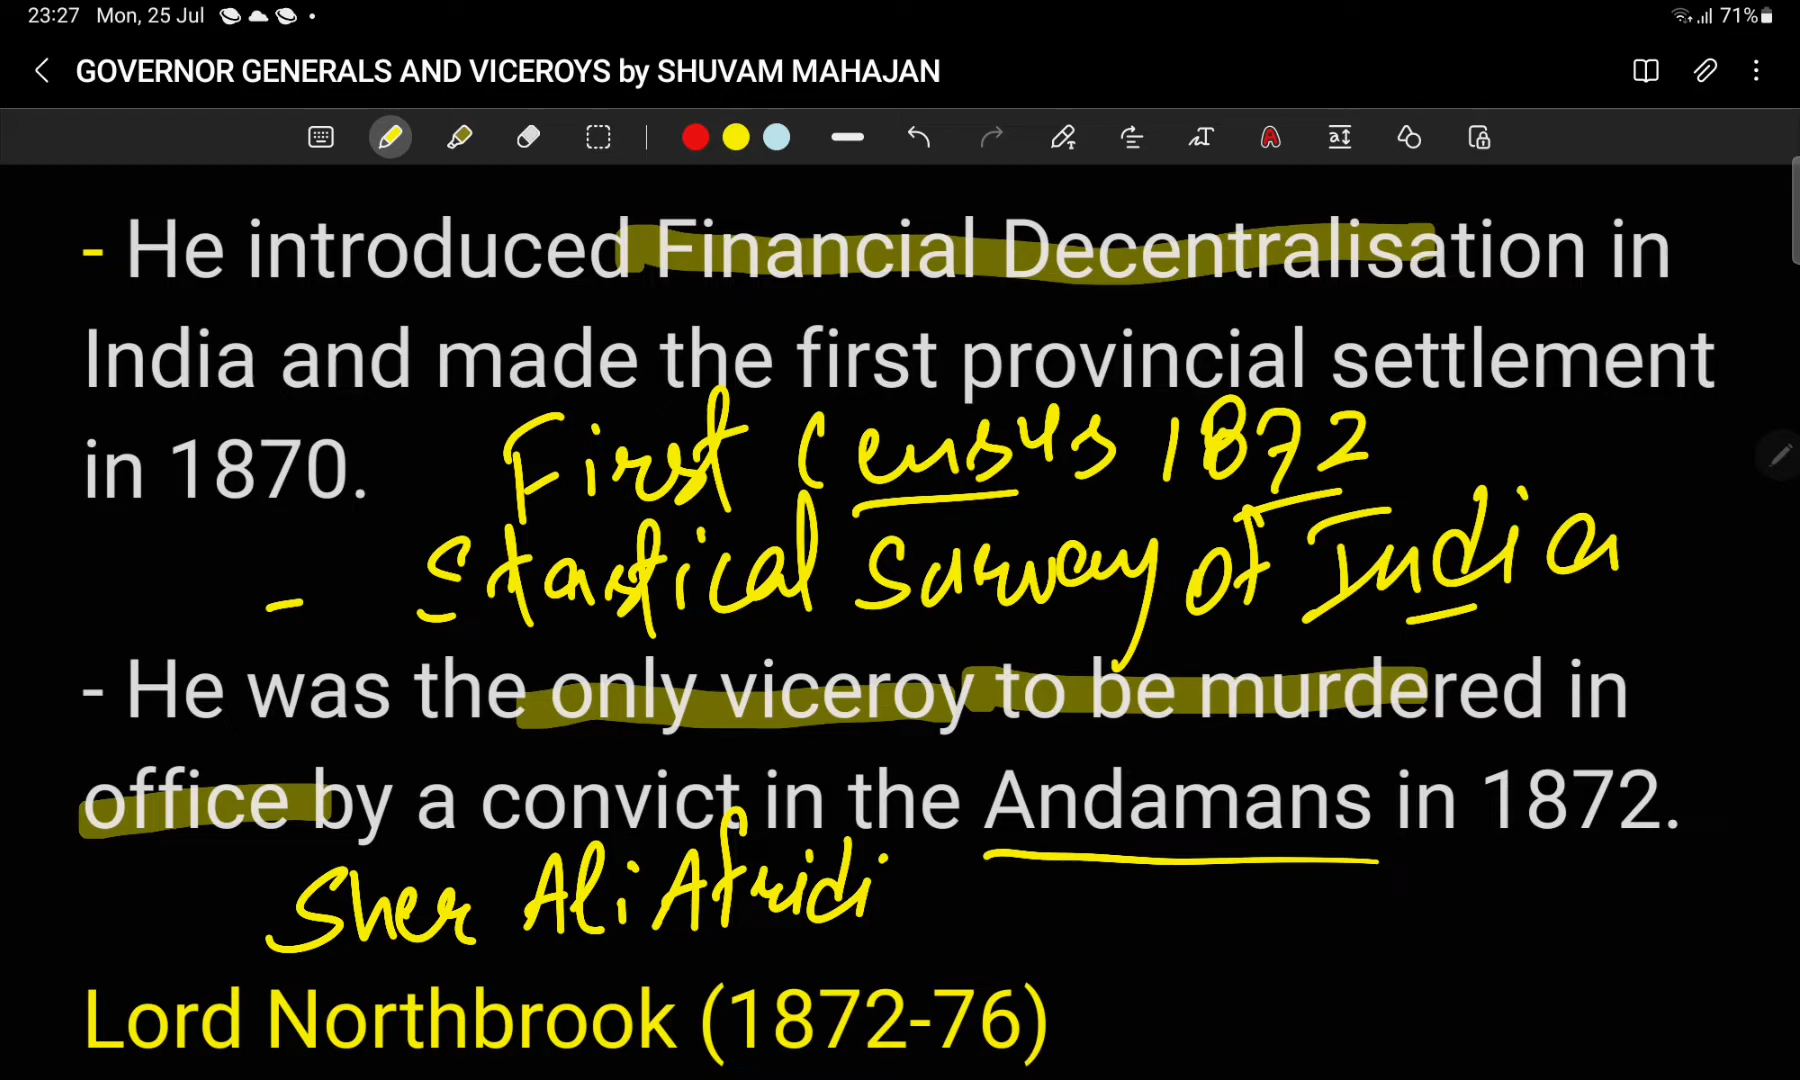 23:27 Mon, 25 Jul 71%
GOVERNOR GENERALS AND VICEROYS by SHUVAM MAHAJAN
- He introduced Financial Decentralisation in
India and made the first provincial settlement
in 1870.
First Census 1872
- Stastical Survay of India
- He was the only viceroy to be murdered in
office by a convict in the Andamans in 1872.
Sher Ali Afridi
Lord Northbrook (1872-76)